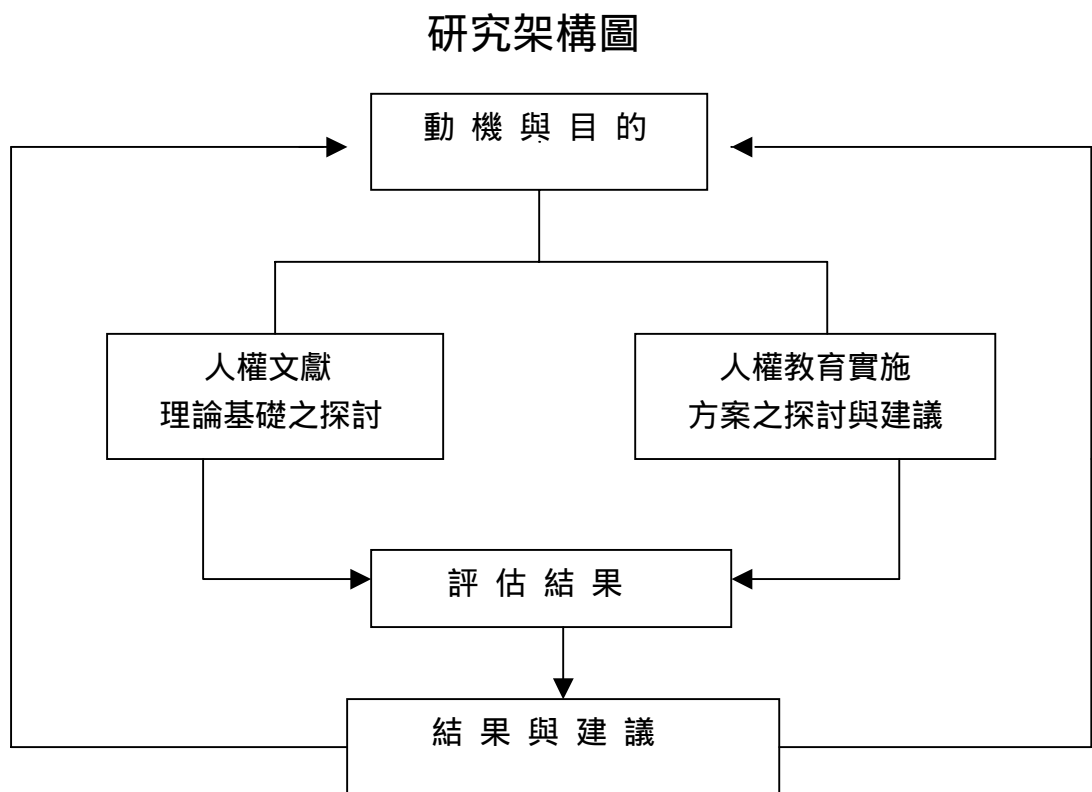 研究架構圖
動 機 與 目 的
人權文獻
理論基礎之探討
人權教育實施
方案之探討與建議
評 估 結 果
結 果 與 建 議